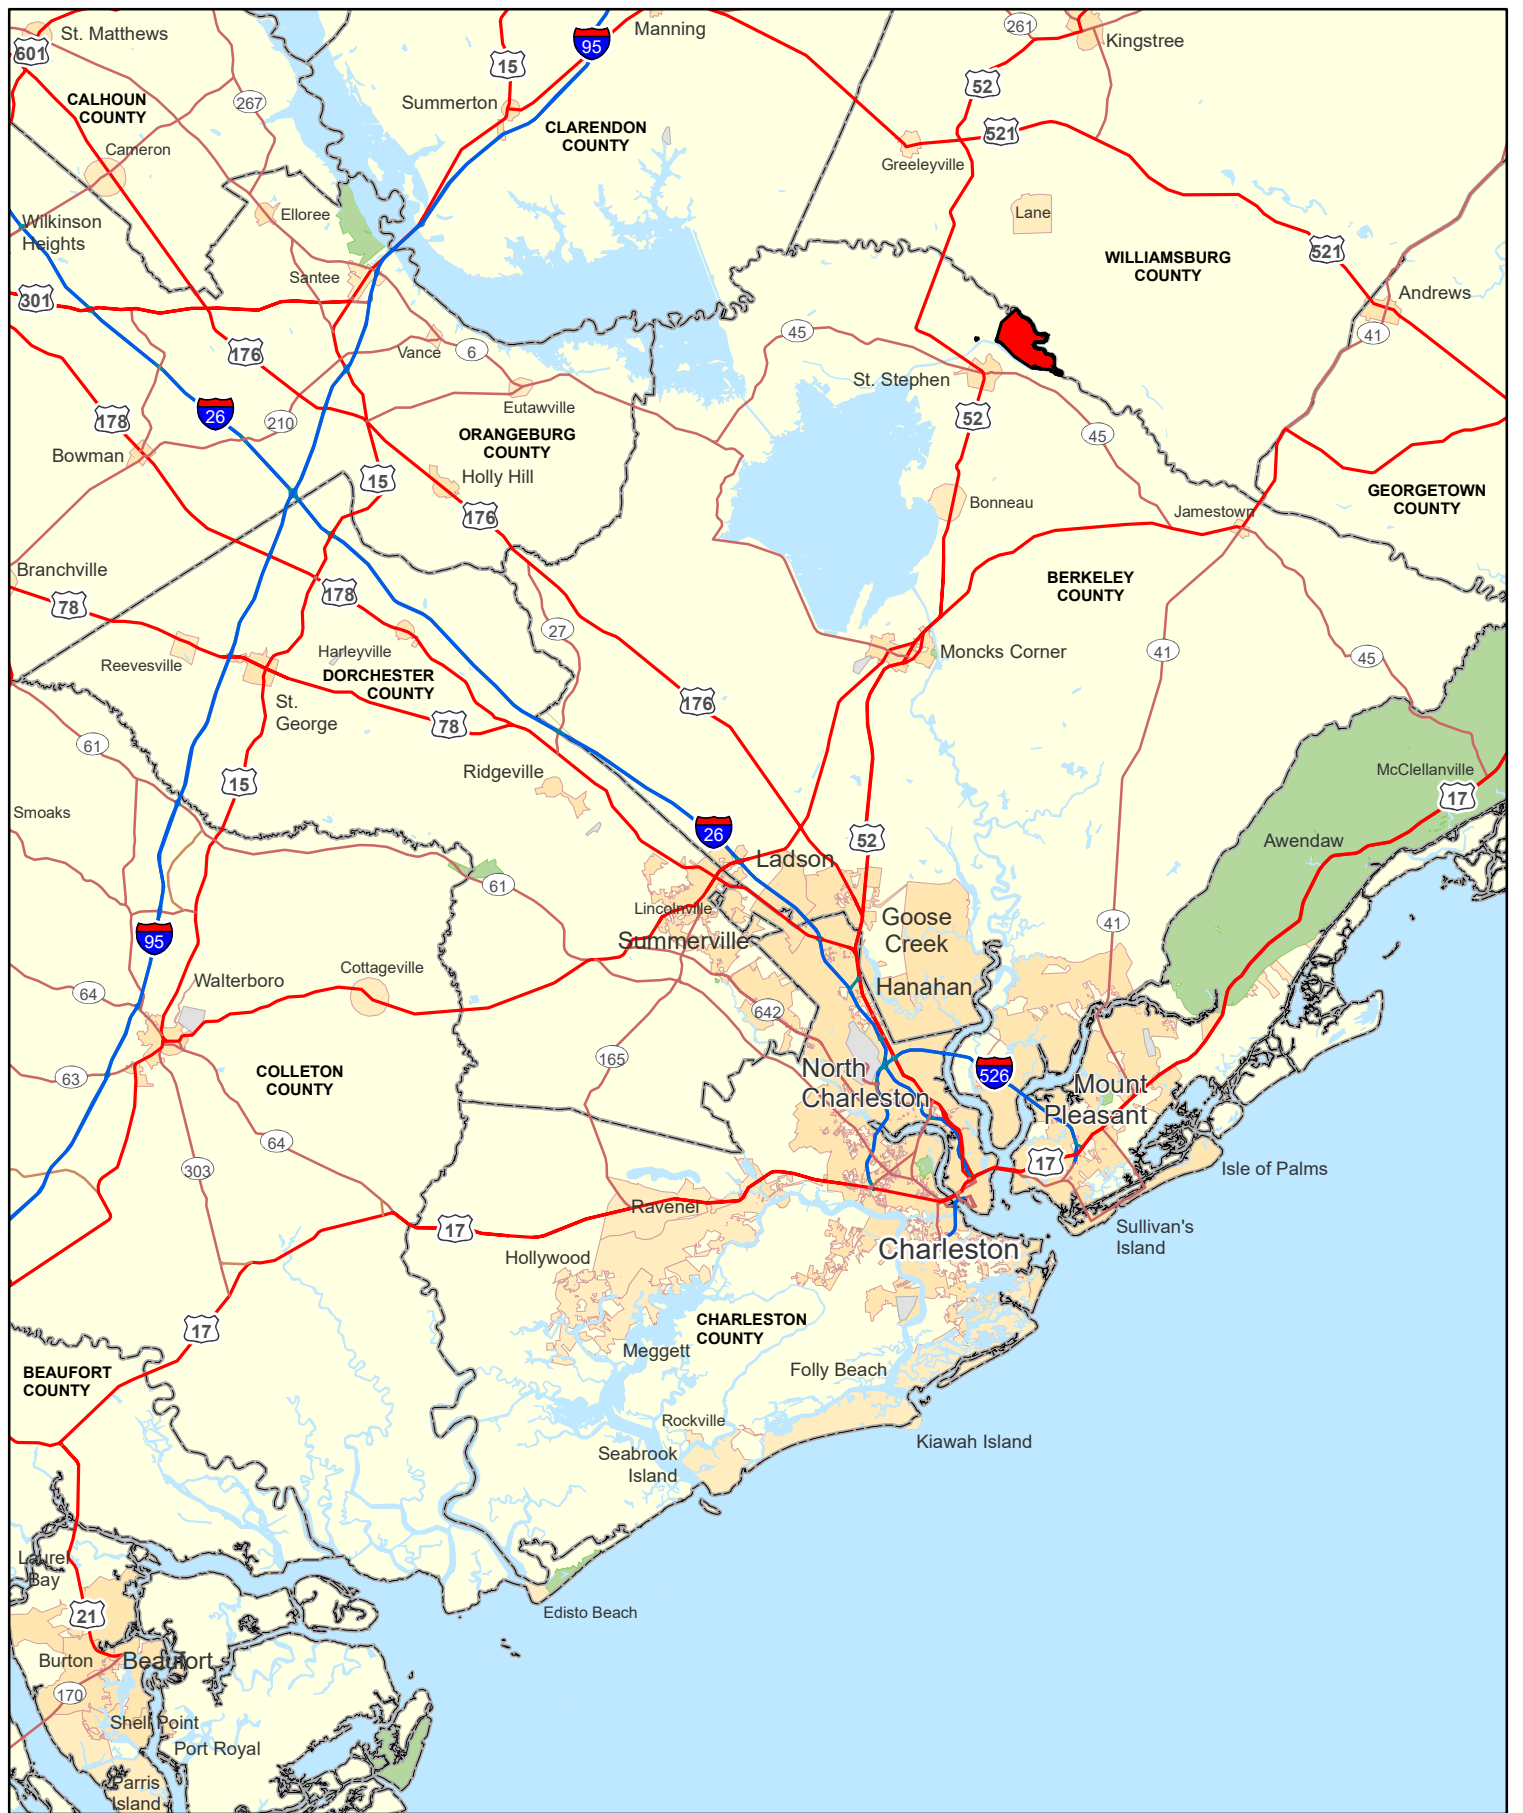 St. Matthews
601
CALHOUN
COUNTY
267
Cameron
Manning
95
15
Summerton
CLARENDON
COUNTY
261
Kingstree
52
521
Greeleyville
Lane
Wilkinson
Heights
Elloree
Santee
WILLIAMSBURG
COUNTY
521
Andrews
301
41
176
Vance
6
45
St. Stephen
Eutawville
178
26
210
52
45
Bowman
ORANGEBURG
COUNTY
Holly Hill
15
176
Bonneau
GEORGETOWN
COUNTY
Jamestown
Branchville
78
178
BERKELEY
COUNTY
27
Reevesville
Harleyville
DORCHESTER
COUNTY
Moncks Corner
41
45
St.
George
78
176
61
15
Ridgeville
McClellanville
17
Smoaks
26
52
Awendaw
Ladson
61
Lincolnville
Summerville
Goose
Creek
41
95
Walterboro
Cottageville
Hanahan
64
642
165
North
Charleston
526
Mount
Pleasant
63
COLLETON
COUNTY
64
303
17
Isle of Palms
Ravenel
17
Hollywood
Charleston
Sullivan's
Island
17
CHARLESTON
COUNTY
Meggett
Folly Beach
BEAUFORT
COUNTY
Rockville
Kiawah Island
Seabrook
Island
Laurel
Bay
21
Edisto Beach
Burton
Beaufort
170
Shell Point
Port Royal
Parris
Island